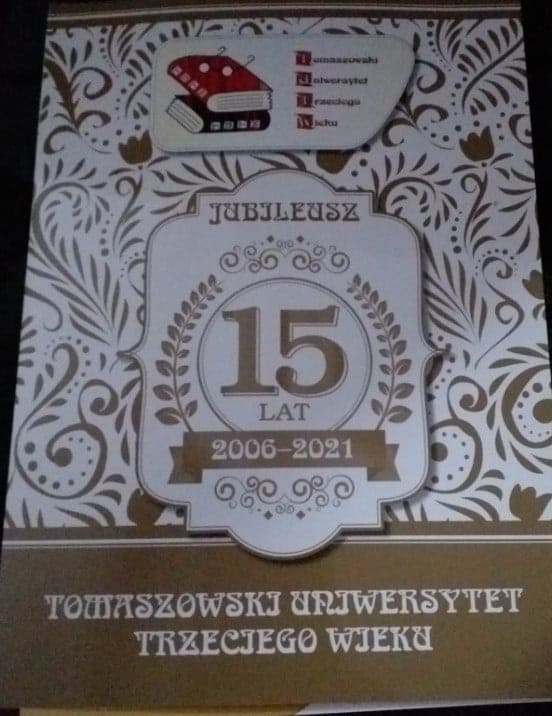 Tomaszowski
Uniwersytet
Trzeciego
Wieku
JUBILEUSZ
15
LAT
2006-2021
TOMASZOWSKI UNIWERSYTET
TRZECIEGO WIEKU